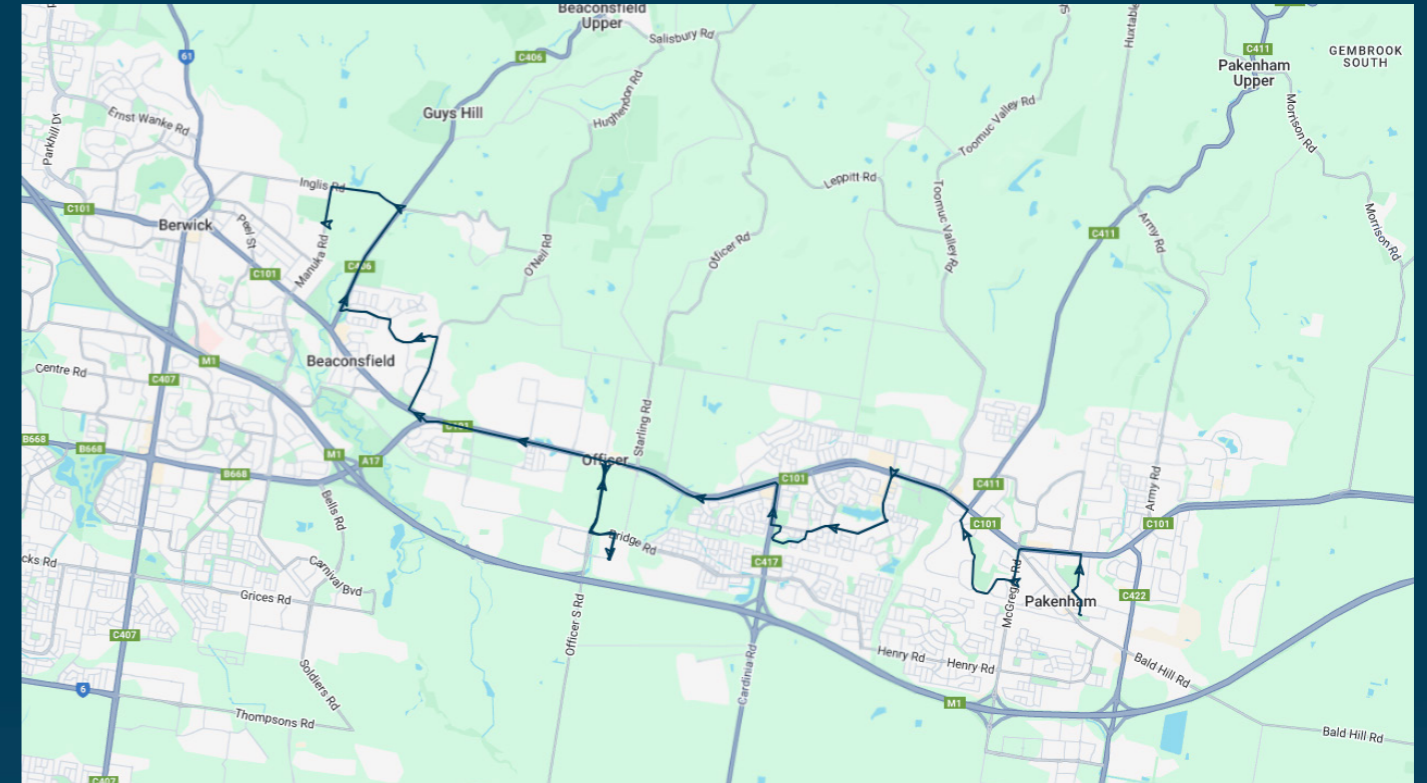 Beaconsfield
Upper
Salisbury Rd
C406
C411
Pakenham
Upper
GEMBROOK
SOUTH
61
Guys Hill
Ernst Wanke Rd
Parkhill Dr
Hughendon Rd
Toomuc Valley Rd
Morrison Rd
Inglis Rd
Leppitt Rd
Toomuc Valley Rd
Morrison Rd
C101
Berwick
Peel St
Manuka Rd
O'Neil Rd
Officer Rd
C411
Army Rd
C101
C406
Beaconsfield
M1
Centre Rd
C407
Starling Rd
C101
B668
B668
M1
A17
Officer
C101
C411
Army Rd
B668
Bells Rd
C101
C101
Bridge Rd
C417
McGregor Rd
Pakenham
C422
cks Rd
Carnival Bvd
Grices Rd
Officer S Rd
C407
Henry Rd
Henry Rd
Bald Hill Rd
Soldiers Rd
Cardinia Rd
6
Thompsons Rd
M1
Bald Hill Rd
C407